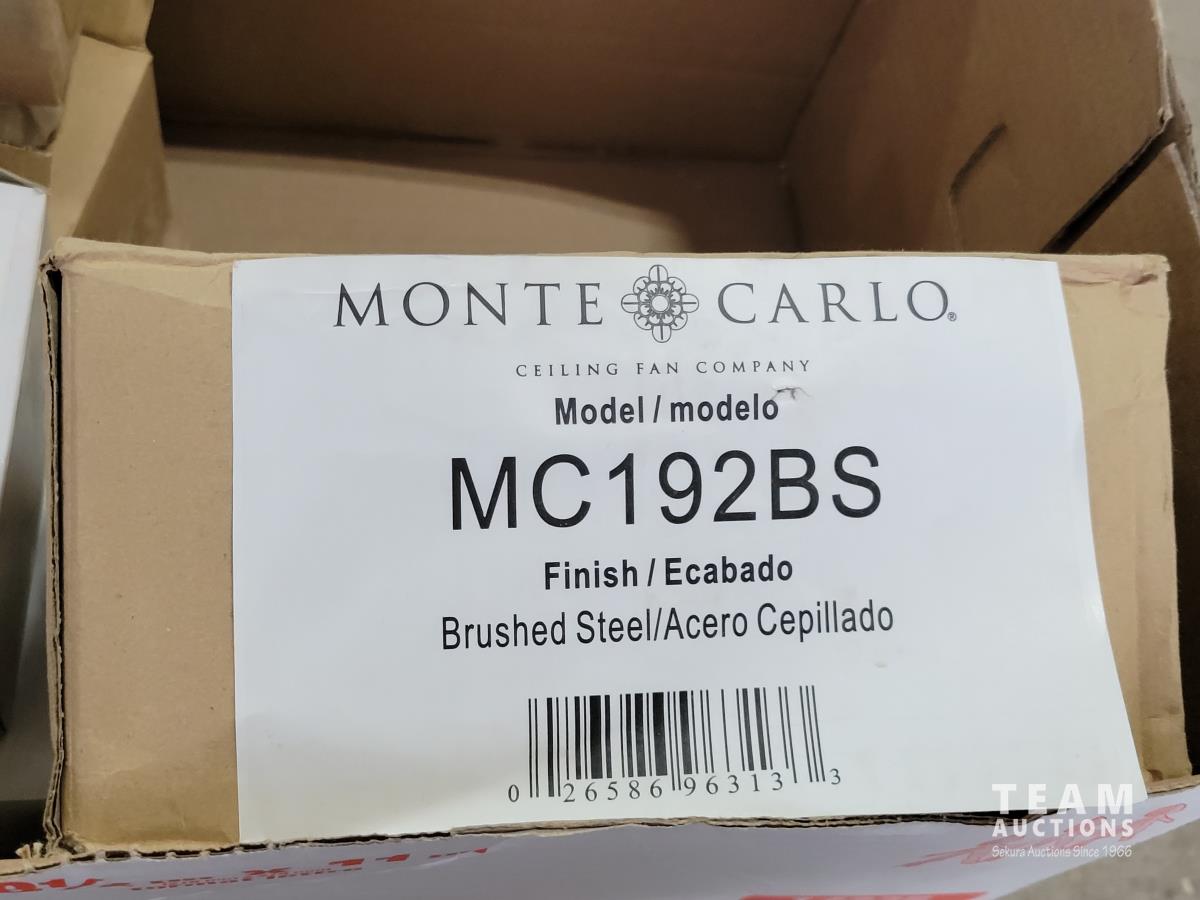 MONTE CARLO®
CEILING FAN COMPANY
Model / modelo
MC192BS
Finish / Ecabado
Brushed Steel/Acero Cepillado
0 26586 96313 3
TEAM
AUCTIONS
Sekura Auctions Since 1966